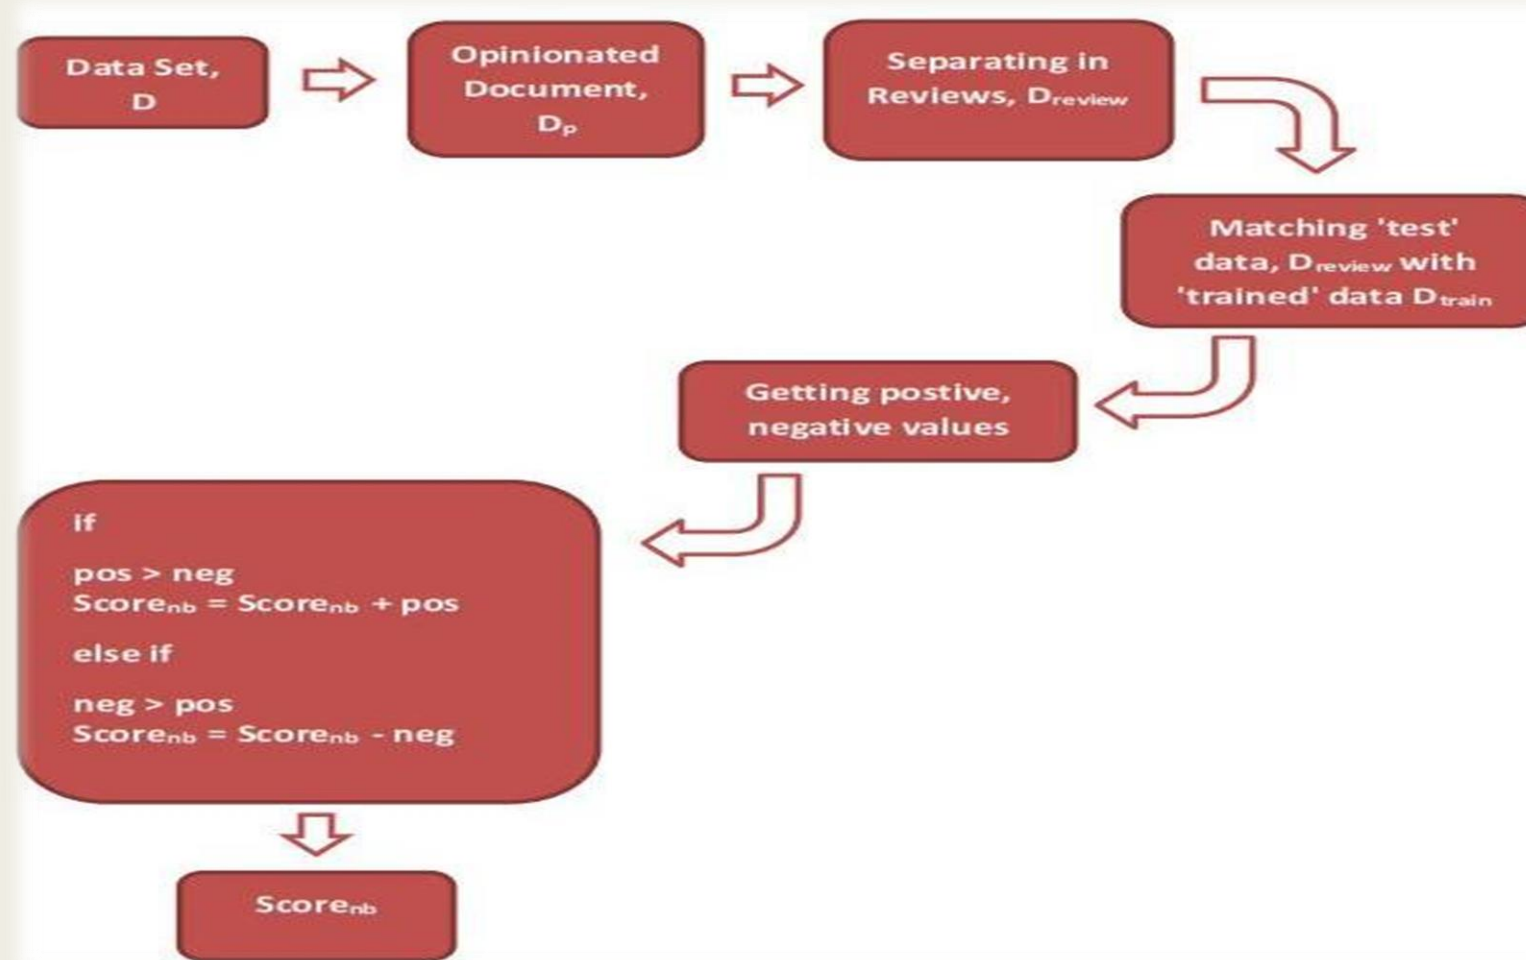 Data Set,
D
Opinionated
Document,
Dₚ
Separating in
Reviews, Dreview
Matching 'test'
data, Dreview with
'trained' data Dtrain
Getting postive,
negative values
if
pos > neg
Scorenb = Scorenb + pos
else if
neg > pos
Scorenb = Scorenb - neg
Scorenb